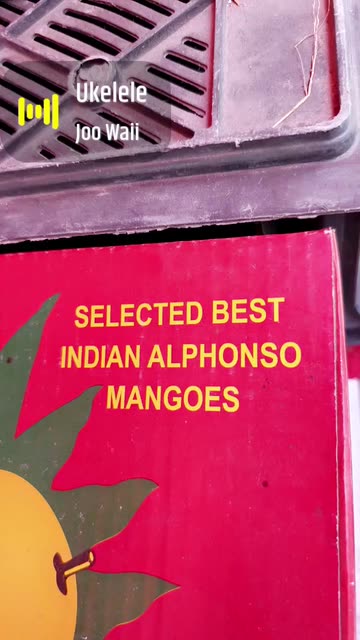 Ukelele
Joo Waii
SELECTED BEST
INDIAN ALPHONSO
MANGOES